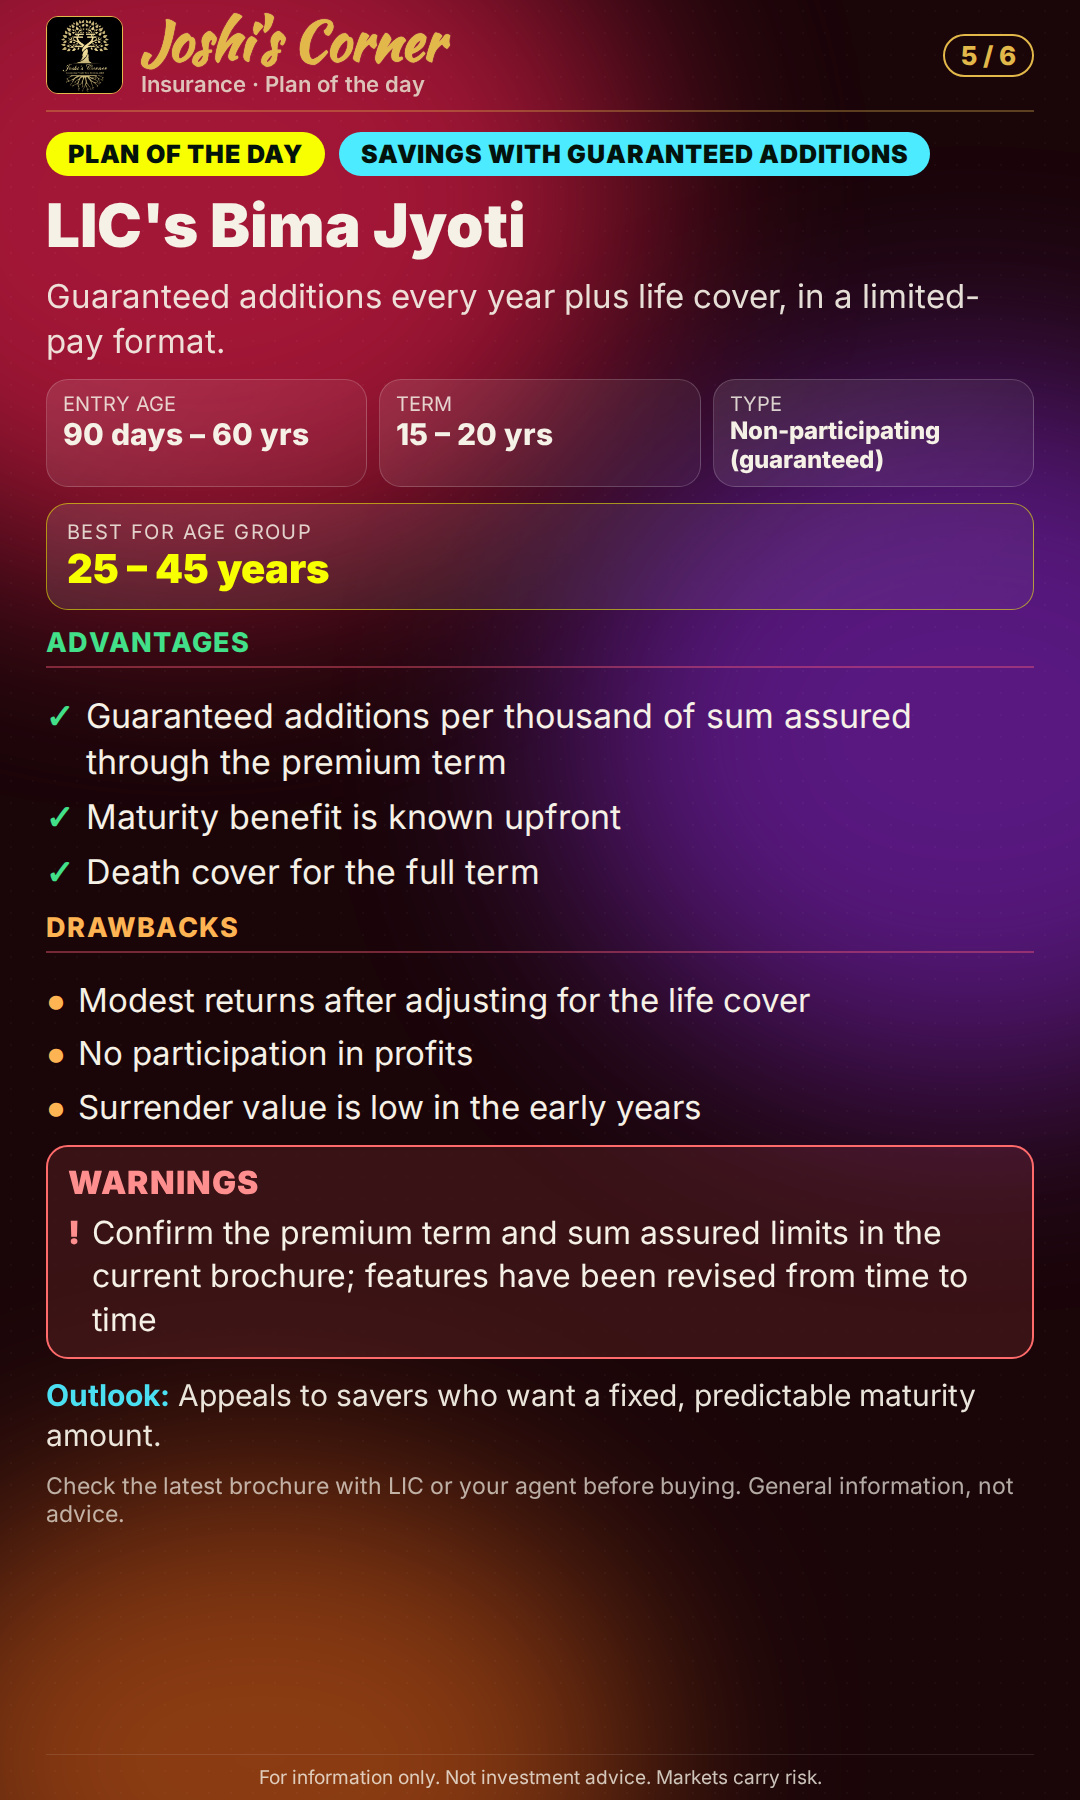 Joshi's Corner
Joshi's Corner
Insurance · Plan of the day
5 / 6
PLAN OF THE DAY
SAVINGS WITH GUARANTEED ADDITIONS
LIC's Bima Jyoti
Guaranteed additions every year plus life cover, in a limited-
pay format.
ENTRY AGE
90 days – 60 yrs
TERM
15 – 20 yrs
TYPE
Non-participating
(guaranteed)
BEST FOR AGE GROUP
25 – 45 years
ADVANTAGES
✓ Guaranteed additions per thousand of sum assured
through the premium term
✓ Maturity benefit is known upfront
✓ Death cover for the full term
DRAWBACKS
● Modest returns after adjusting for the life cover
● No participation in profits
● Surrender value is low in the early years
WARNINGS
! Confirm the premium term and sum assured limits in the
current brochure; features have been revised from time to
time
Outlook: Appeals to savers who want a fixed, predictable maturity
amount.
Check the latest brochure with LIC or your agent before buying. General information, not
advice.
For information only. Not investment advice. Markets carry risk.